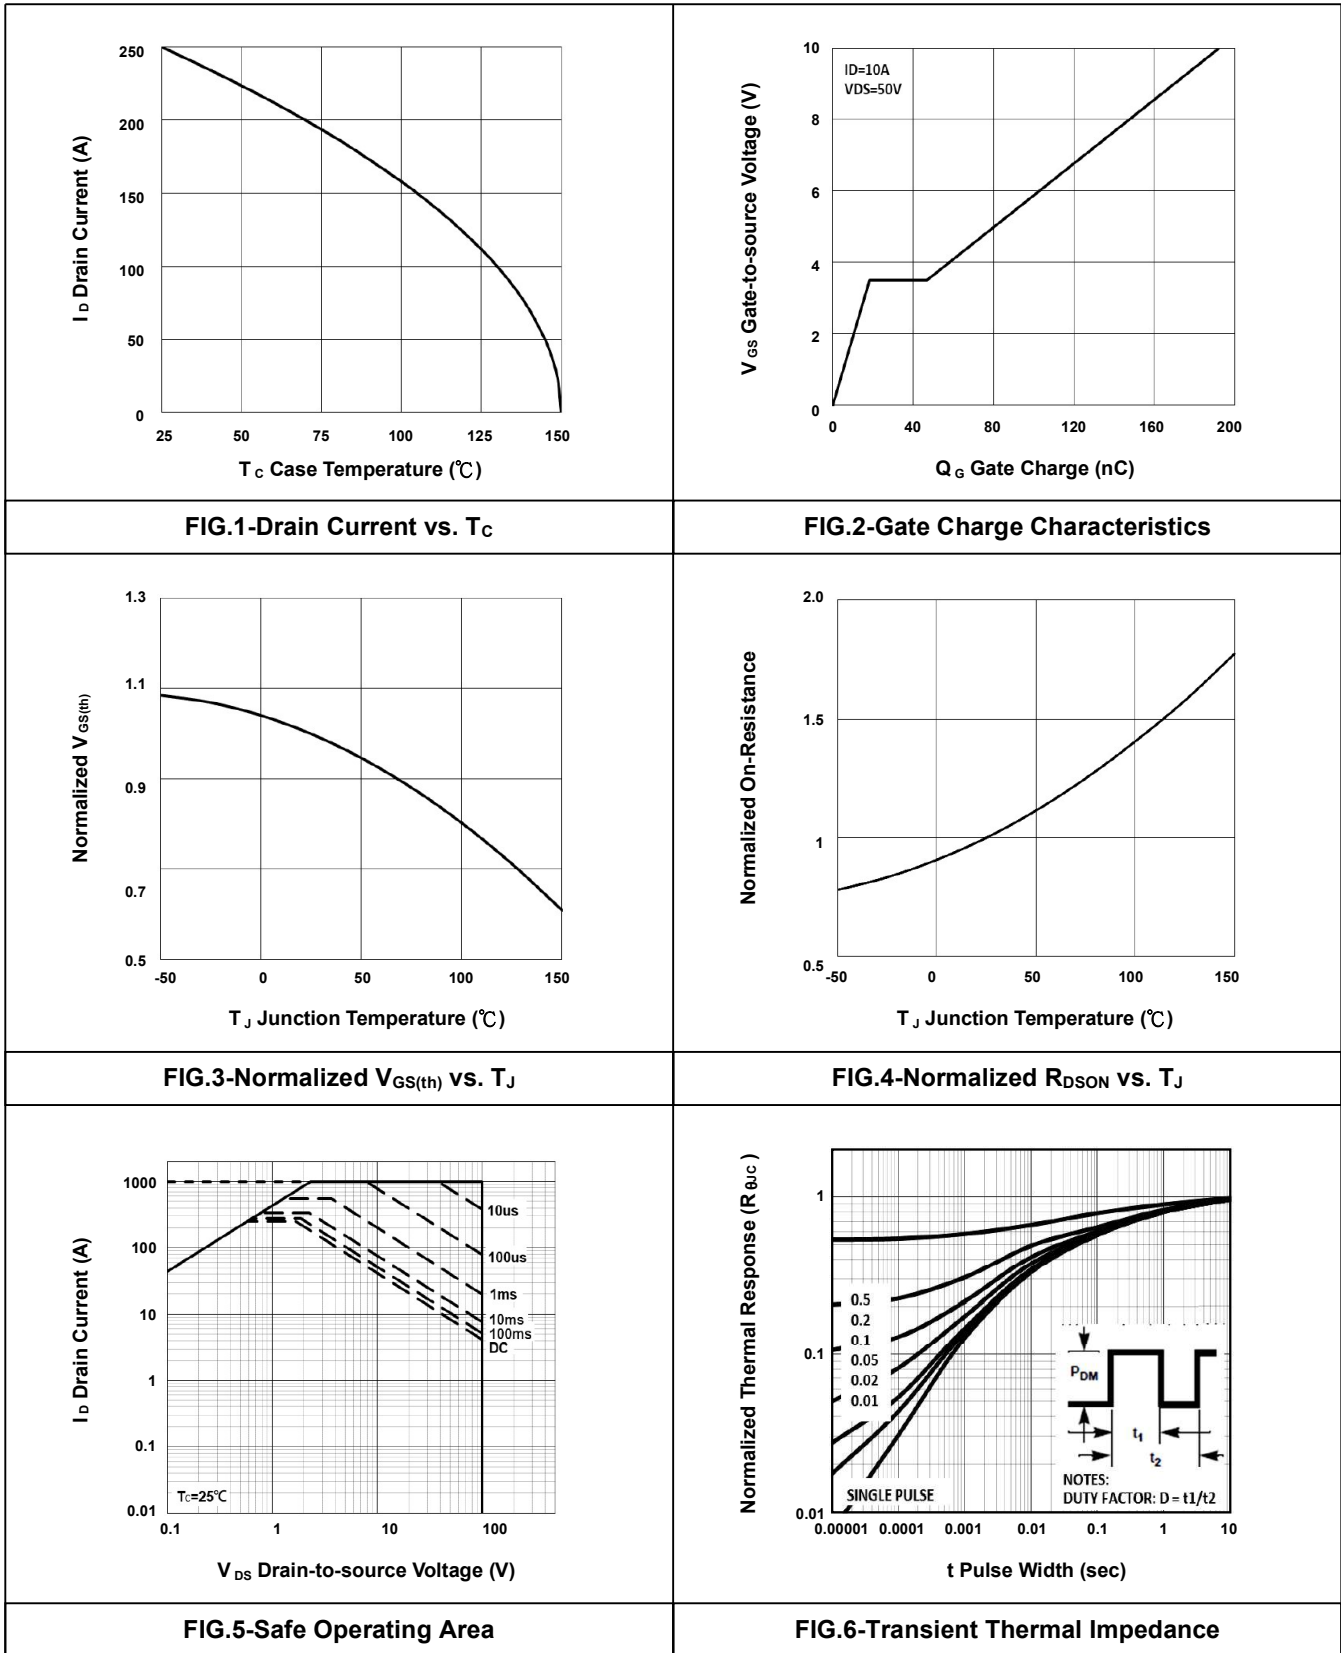 250
200
150
100
50
0
25 50 75 100 125 150
I D Drain Current (A)
T C Case Temperature (℃)
FIG.1-Drain Current vs. TC
ID=10A
VDS=50V
10
8
6
4
2
0
0 40 80 120 160 200
V GS Gate-to-source Voltage (V)
Q G Gate Charge (nC)
FIG.2-Gate Charge Characteristics
1.3
1.1
0.9
0.7
0.5
-50 0 50 100 150
Normalized V GS(th)
T J Junction Temperature (℃)
FIG.3-Normalized VGS(th) vs. TJ
2.0
1.5
1
0.5
-50 0 50 100 150
Normalized On-Resistance
T J Junction Temperature (℃)
FIG.4-Normalized RDSON vs. TJ
1000
100
10
1
0.1
0.01
0.1 1 10 100
10us
100us
1ms
10ms
100ms
DC
TC=25℃
I D Drain Current (A)
V DS Drain-to-source Voltage (V)
FIG.5-Safe Operating Area
1
0.1
0.01
0.00001 0.0001 0.001 0.01 0.1 1 10
0.5
0.2
0.1
0.05
0.02
0.01
SINGLE PULSE
PDM
t1
t2
NOTES:
DUTY FACTOR: D = t1/t2
Normalized Thermal Response (R θJC )
t Pulse Width (sec)
FIG.6-Transient Thermal Impedance